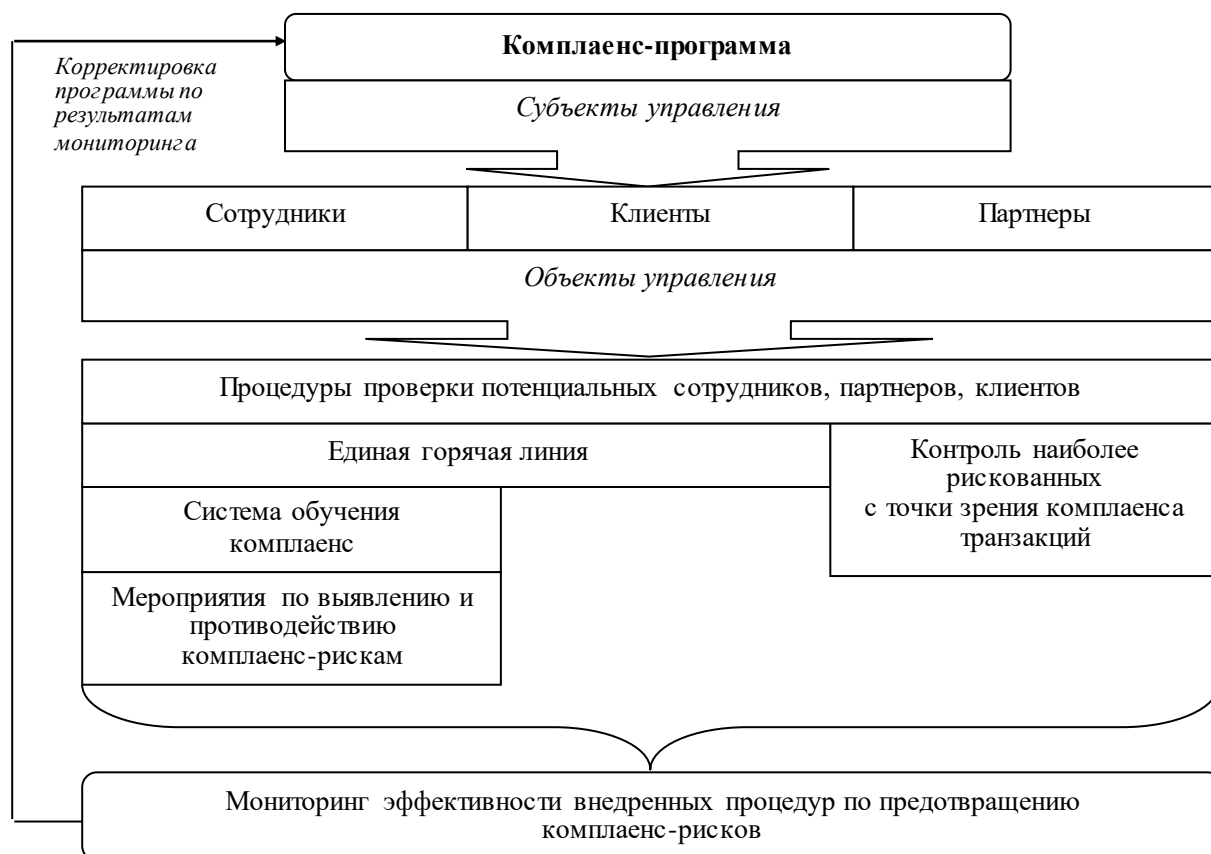 Комплаенс-программа
Корректировка
программы по
результатам
мониторинга
Субъекты управления
Сотрудники
Клиенты
Партнеры
Объекты управления
Процедуры проверки потенциальных сотрудников, партнеров, клиентов
Единая горячая линия
Контроль наиболее
рискованных
с точки зрения комплаенса
транзакций
Система обучения
комплаенс
Мероприятия по выявлению и
противодействию
комплаенс-рискам
Мониторинг эффективности внедренных процедур по предотвращению
комплаенс-рисков